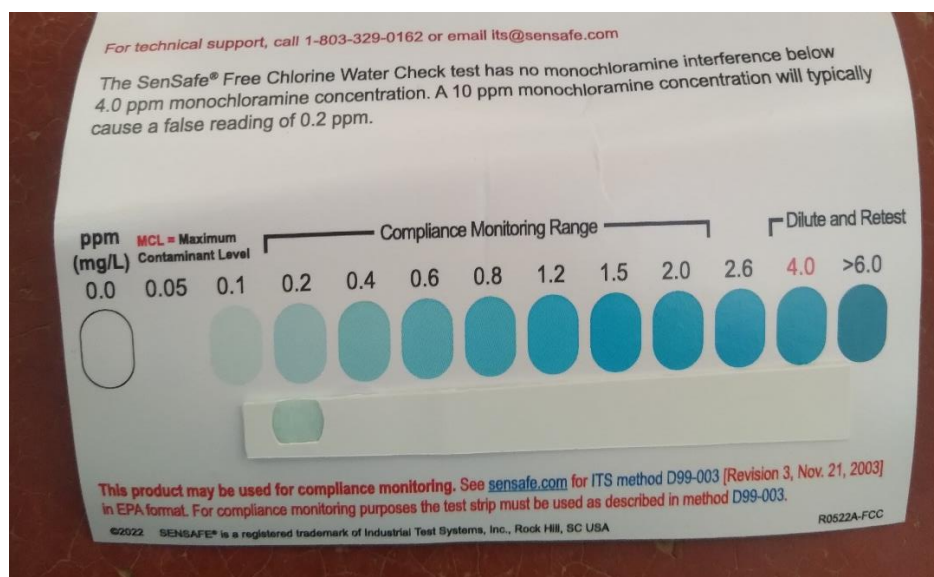 For technical support, call 1-803-329-0162 or email its@sensafe.com
The SenSafe® Free Chlorine Water Check test has no monochloramine interference below
4.0 ppm monochloramine concentration. A 10 ppm monochloramine concentration will typically
cause a false reading of 0.2 ppm.
ppm
(mg/L)
MCL = Maximum
Contaminant Level
Compliance Monitoring Range
Dilute and Retest
0.0 0.05 0.1 0.2 0.4 0.6 0.8 1.2 1.5 2.0 2.6 4.0 >6.0
This product may be used for compliance monitoring. See sensafe.com for ITS method D99-003 [Revision 3, Nov. 21, 2003]
in EPA format. For compliance monitoring purposes the test strip must be used as described in method D99-003.
©2022 SENSAFE® is a registered trademark of Industrial Test Systems, Inc., Rock Hill, SC USA
R0522A-FCC